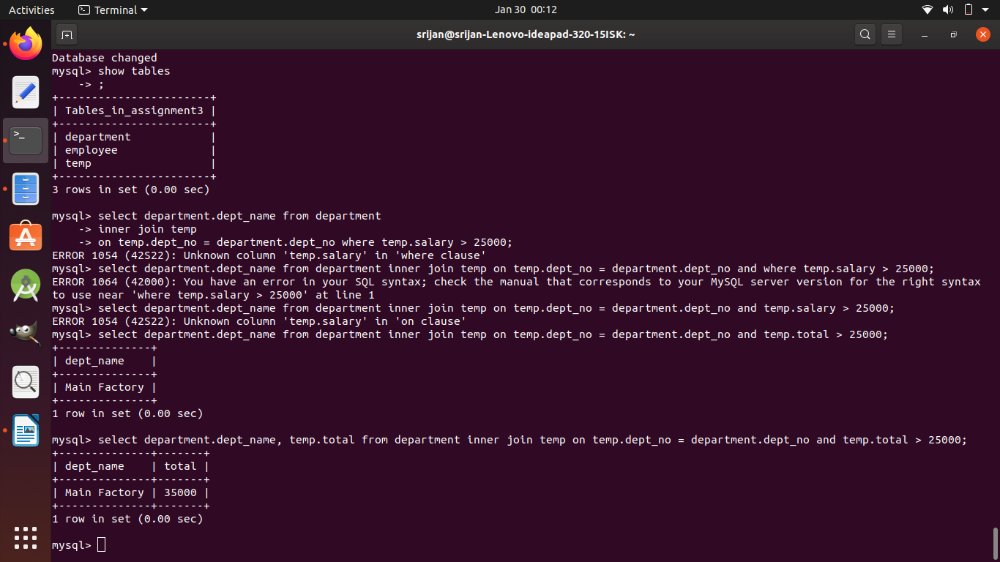 Activities Terminal Jan 30 00:12
srijan@srijan-Lenovo-ideapad-320-15ISK: ~
Database changed
mysql> show tables
    -> ;
+-----------------------+
| Tables_in_assignment3 |
+-----------------------+
| department            |
| employee              |
| temp                  |
+-----------------------+
3 rows in set (0.00 sec)

mysql> select department.dept_name from department
    -> inner join temp
    -> on temp.dept_no = department.dept_no where temp.salary > 25000;
ERROR 1054 (42S22): Unknown column 'temp.salary' in 'where clause'
mysql> select department.dept_name from department inner join temp on temp.dept_no = department.dept_no and where temp.salary > 25000;
ERROR 1064 (42000): You have an error in your SQL syntax; check the manual that corresponds to your MySQL server version for the right syntax
to use near 'where temp.salary > 25000' at line 1
mysql> select department.dept_name from department inner join temp on temp.dept_no = department.dept_no and temp.salary > 25000;
ERROR 1054 (42S22): Unknown column 'temp.salary' in 'on clause'
mysql> select department.dept_name from department inner join temp on temp.dept_no = department.dept_no and temp.total > 25000;
+--------------+
| dept_name    |
+--------------+
| Main Factory |
+--------------+
1 row in set (0.00 sec)

mysql> select department.dept_name, temp.total from department inner join temp on temp.dept_no = department.dept_no and temp.total > 25000;
+--------------+-------+
| dept_name    | total |
+--------------+-------+
| Main Factory | 35000 |
+--------------+-------+
1 row in set (0.00 sec)

mysql>